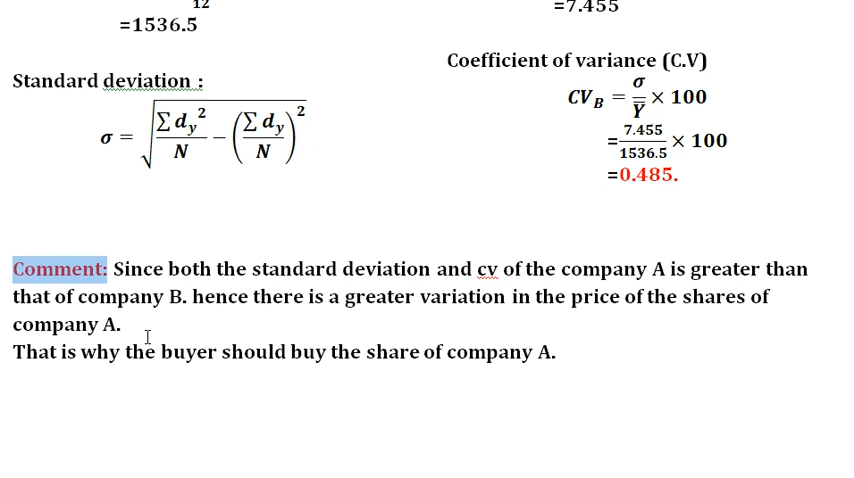 12
=1536.5
=7.455
Coefficient of variance (C.V)
Standard deviation :
σ = √(∑ d_y² / N − (∑ d_y / N)²)
CV_B = σ / Y̅ × 100
= 7.455 / 1536.5 × 100
=0.485.
Comment: Since both the standard deviation and cv of the company A is greater than
that of company B. hence there is a greater variation in the price of the shares of
company A.
That is why the buyer should buy the share of company A.